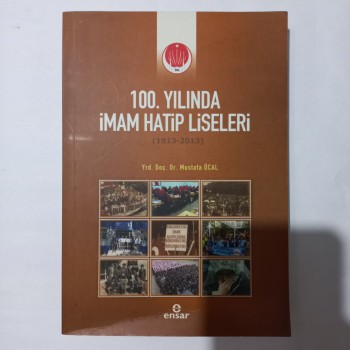 100. YILINDA
İMAM HATİP LİSELERİ
(1913-2013)
Yrd. Doç. Dr. Mustafa ÖCAL
ensar